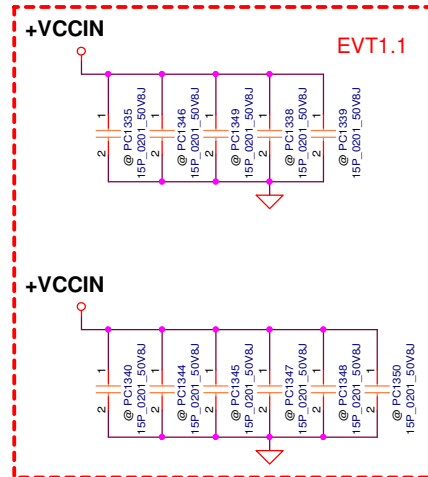 +VCCIN
EVT1.1
1
2
@ PC1335
15P_0201_50V8J
1
2
@ PC1346
15P_0201_50V8J
1
2
@ PC1349
15P_0201_50V8J
1
2
@ PC1338
15P_0201_50V8J
1
2
@ PC1339
15P_0201_50V8J
+VCCIN
1
2
@ PC1340
15P_0201_50V8J
1
2
@ PC1344
15P_0201_50V8J
1
2
@ PC1345
15P_0201_50V8J
1
2
@ PC1347
15P_0201_50V8J
1
2
@ PC1348
15P_0201_50V8J
1
2
@ PC1350
15P_0201_50V8J